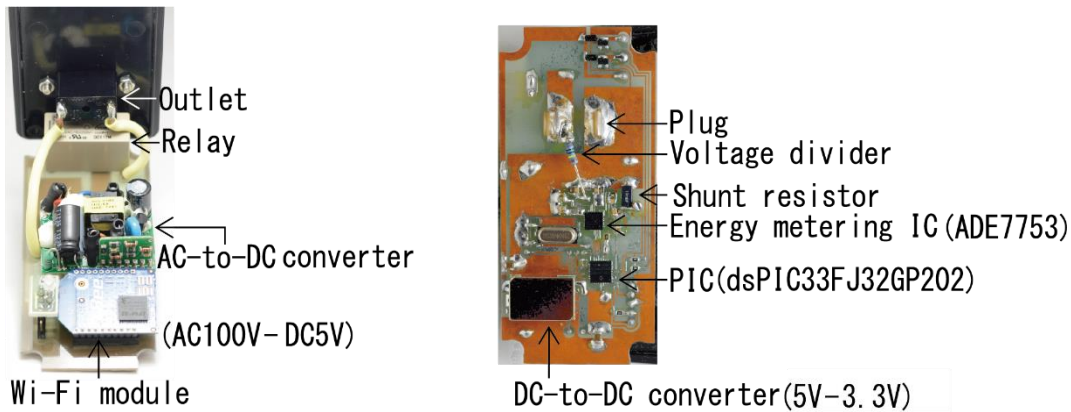 Outlet
Relay
AC-to-DC converter
(AC100V-DC5V)
Wi-Fi module
Plug
Voltage divider
Shunt resistor
Energy metering IC(ADE7753)
PIC(dsPIC33FJ32GP202)
DC-to-DC converter(5V-3.3V)